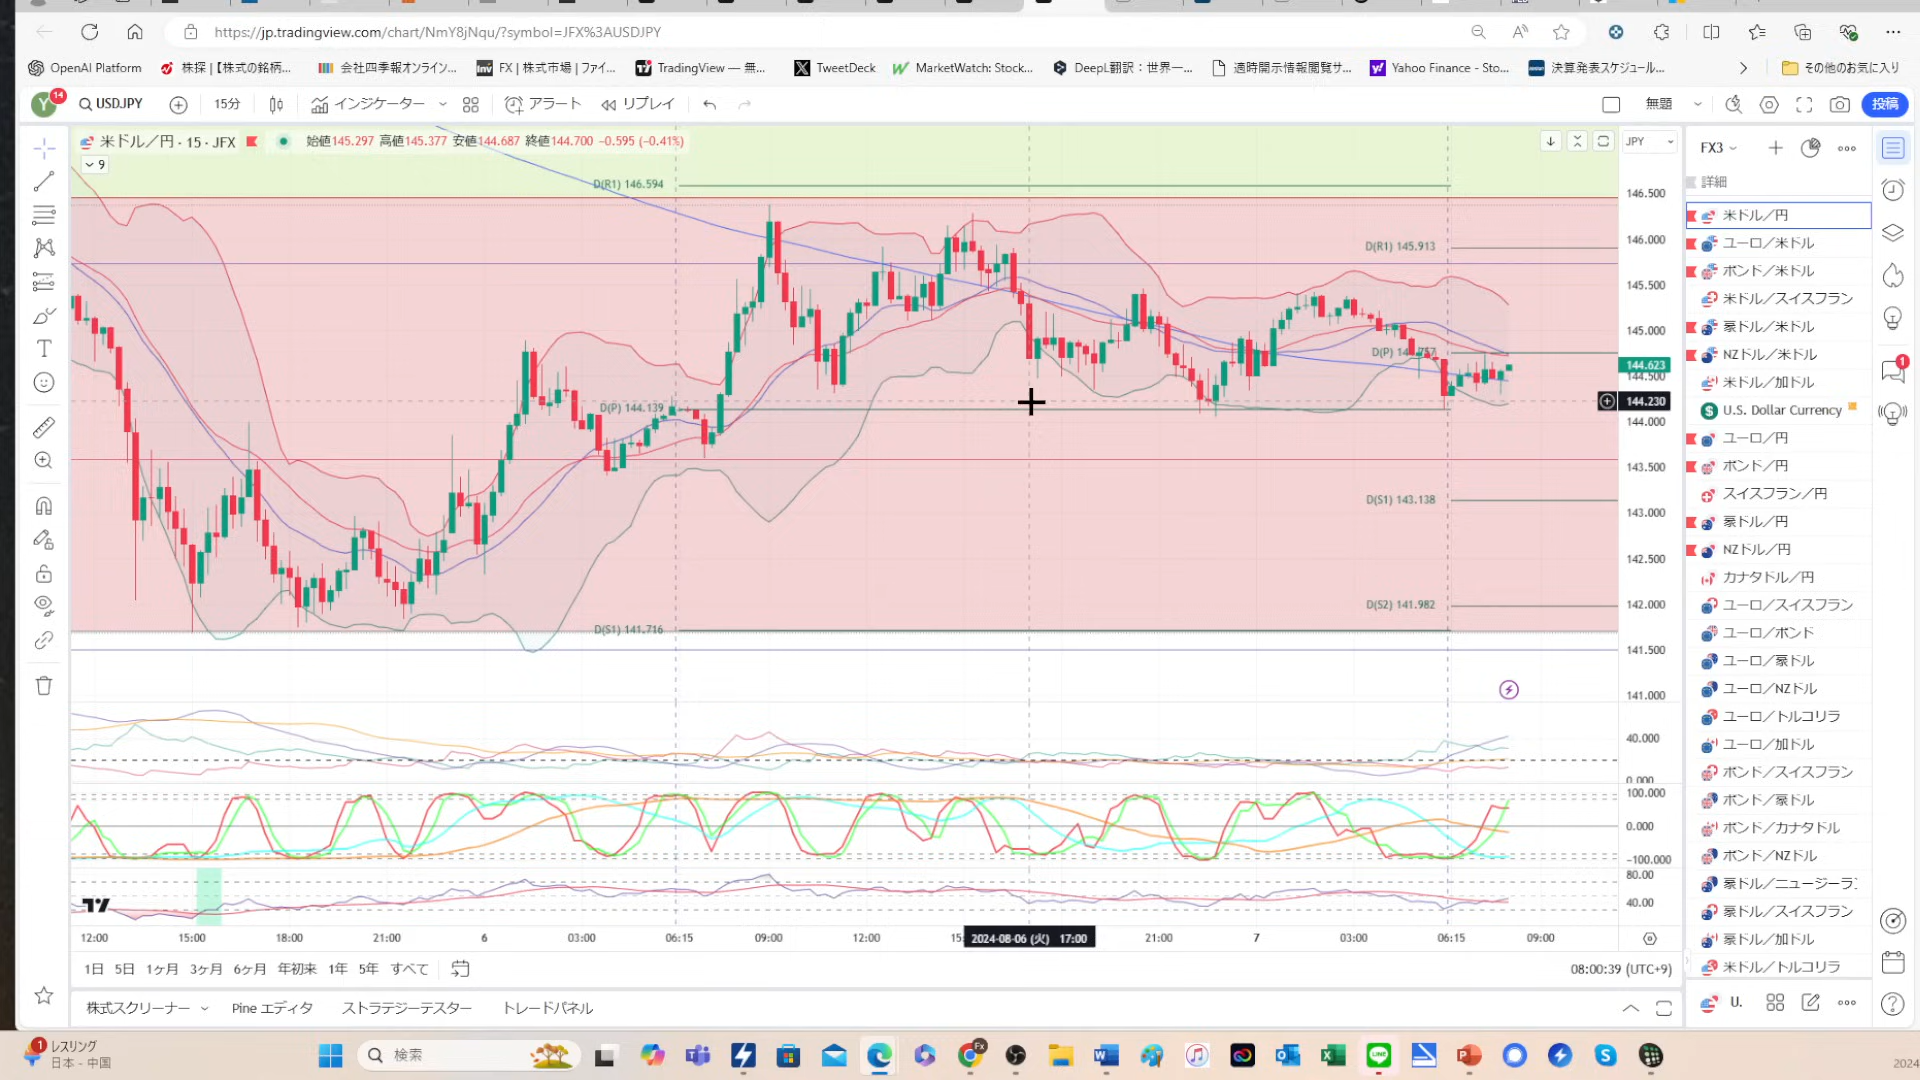 https://jp.tradingview.com/chart/NmY8jNqu/?symbol=JFX%3AUSDJPY
OpenAI Platform
株探 |【株式の銘柄...
会社四季報オンライン...
FX | 株式市場 | ファイ...
TradingView — 無...
TweetDeck
MarketWatch: Stock...
DeepL翻訳：世界一...
適時開示情報閲覧サ...
Yahoo Finance - Sto...
決算発表スケジュール...
その他のお気に入り
Y
14
USDJPY
15分
インジケーター
アラート
リプレイ
無題
投稿
米ドル／円 · 15 · JFX
始値145.297 高値145.377 安値144.687 終値144.700 −0.595 (−0.41%)
9
JPY
D(R1) 146.594
D(R1) 145.913
D(P) 144.139
D(S1) 143.138
D(S2) 141.982
D(S1) 141.716
146.500
146.000
145.500
145.000
144.623
144.500
144.230
144.000
143.500
143.000
142.500
142.000
141.500
141.000
40.000
0.000
100.000
0.000
−100.000
80.00
40.00
12:00
15:00
18:00
21:00
6
03:00
06:15
09:00
12:00
2024-08-06 (火) 17:00
21:00
7
03:00
06:15
09:00
1日
5日
1ヶ月
3ヶ月
6ヶ月
年初来
1年
5年
すべて
08:00:39 (UTC+9)
株式スクリーナー
Pine エディタ
ストラテジーテスター
トレードパネル
FX3
詳細
米ドル／円
ユーロ／米ドル
ポンド／米ドル
米ドル／スイスフラン
豪ドル／米ドル
NZドル／米ドル
米ドル／加ドル
U.S. Dollar Currency
ユーロ／円
ポンド／円
スイスフラン／円
豪ドル／円
NZドル／円
カナダドル／円
ユーロ／スイスフラン
ユーロ／ポンド
ユーロ／豪ドル
ユーロ／NZドル
ユーロ／トルコリラ
ユーロ／加ドル
ポンド／スイスフラン
ポンド／豪ドル
ポンド／カナダドル
ポンド／NZドル
豪ドル／ニュージーラン
豪ドル／スイスフラン
豪ドル／加ドル
米ドル／トルコリラ
U.
1
1
レスリング
日本 - 中国
検索
Fx
LINE
2024